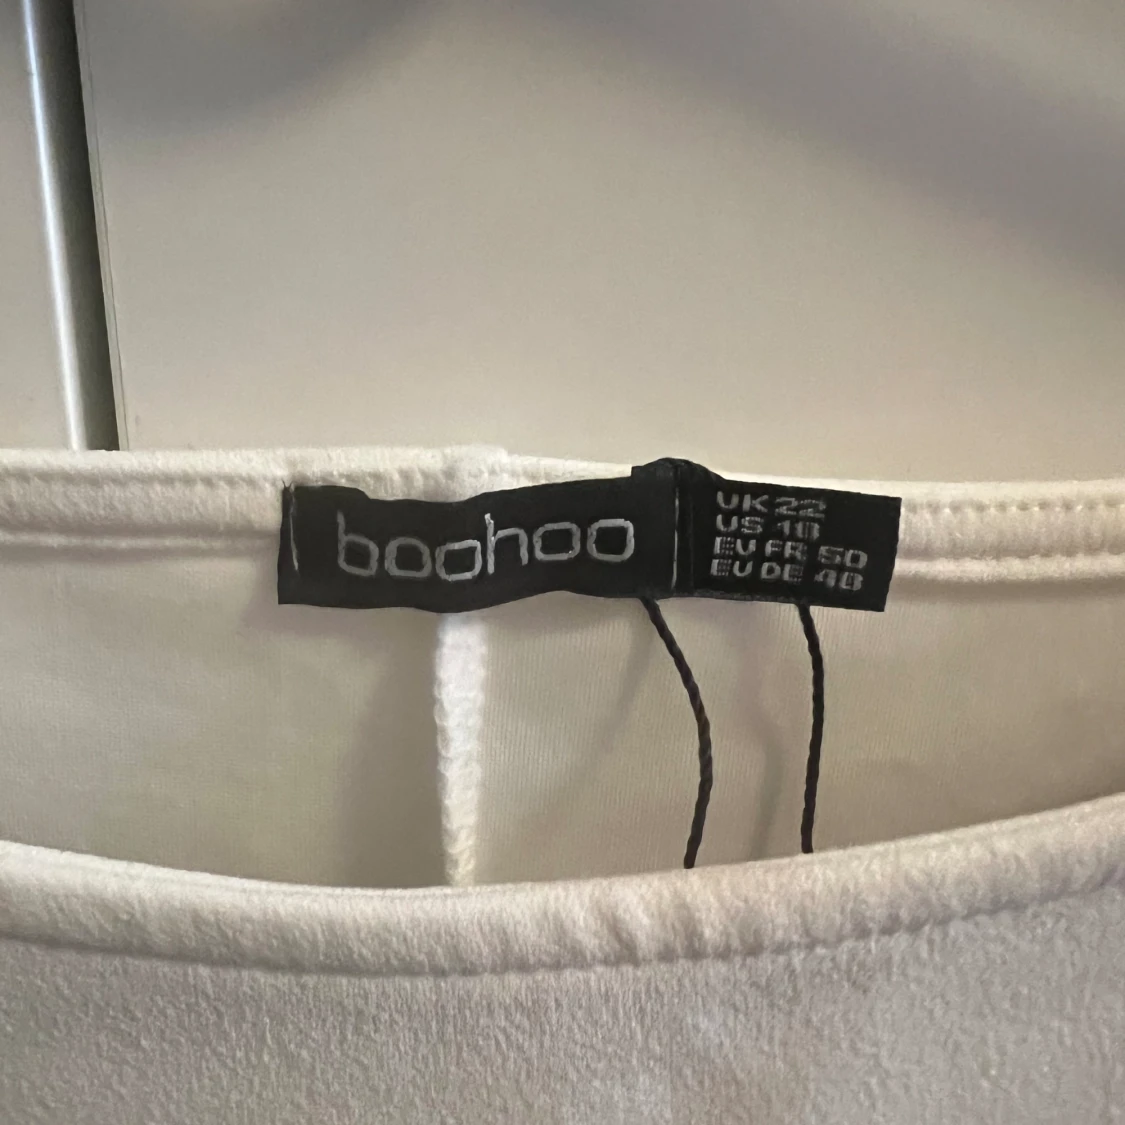 boohoo
UK 22
US 18
EU FR 50
EU DE 48